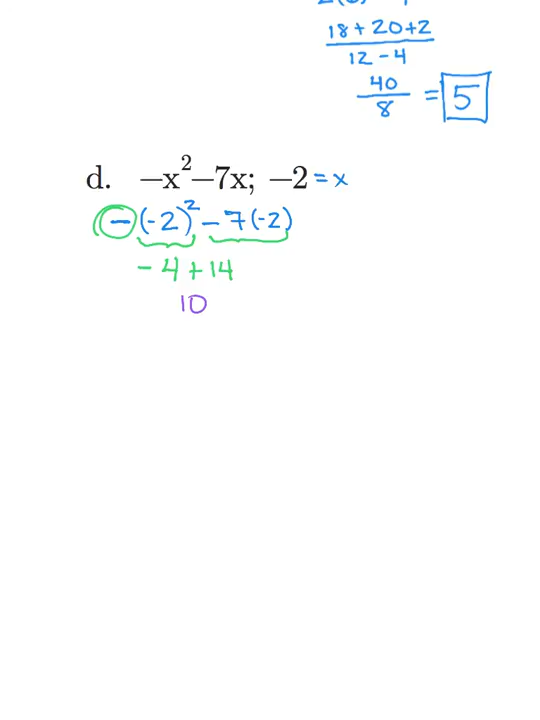 18 + 20 + 2
12 - 4
40
8
= 5
d. −x²−7x; −2 = x
-(-2)² - 7(-2)
- 4 + 14
10